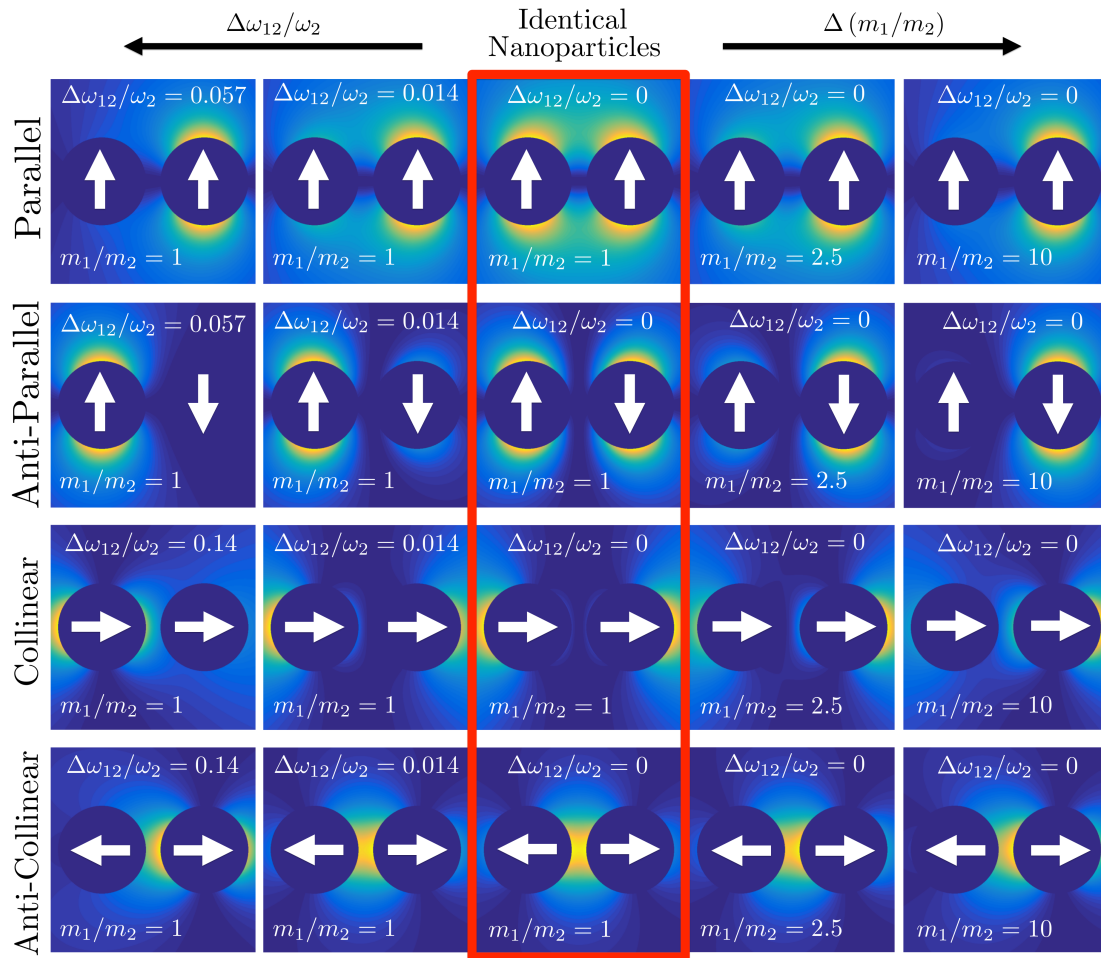 Δω₁₂/ω₂
Identical
Nanoparticles
Δ (m₁/m₂)
Parallel
Δω₁₂/ω₂ = 0.057
m₁/m₂ = 1
Δω₁₂/ω₂ = 0.014
m₁/m₂ = 1
Δω₁₂/ω₂ = 0
m₁/m₂ = 1
Δω₁₂/ω₂ = 0
m₁/m₂ = 2.5
Δω₁₂/ω₂ = 0
m₁/m₂ = 10
Anti-Parallel
Δω₁₂/ω₂ = 0.057
m₁/m₂ = 1
Δω₁₂/ω₂ = 0.014
m₁/m₂ = 1
Δω₁₂/ω₂ = 0
m₁/m₂ = 1
Δω₁₂/ω₂ = 0
m₁/m₂ = 2.5
Δω₁₂/ω₂ = 0
m₁/m₂ = 10
Collinear
Δω₁₂/ω₂ = 0.14
m₁/m₂ = 1
Δω₁₂/ω₂ = 0.014
m₁/m₂ = 1
Δω₁₂/ω₂ = 0
m₁/m₂ = 1
Δω₁₂/ω₂ = 0
m₁/m₂ = 2.5
Δω₁₂/ω₂ = 0
m₁/m₂ = 10
Anti-Collinear
Δω₁₂/ω₂ = 0.14
m₁/m₂ = 1
Δω₁₂/ω₂ = 0.014
m₁/m₂ = 1
Δω₁₂/ω₂ = 0
m₁/m₂ = 1
Δω₁₂/ω₂ = 0
m₁/m₂ = 2.5
Δω₁₂/ω₂ = 0
m₁/m₂ = 10